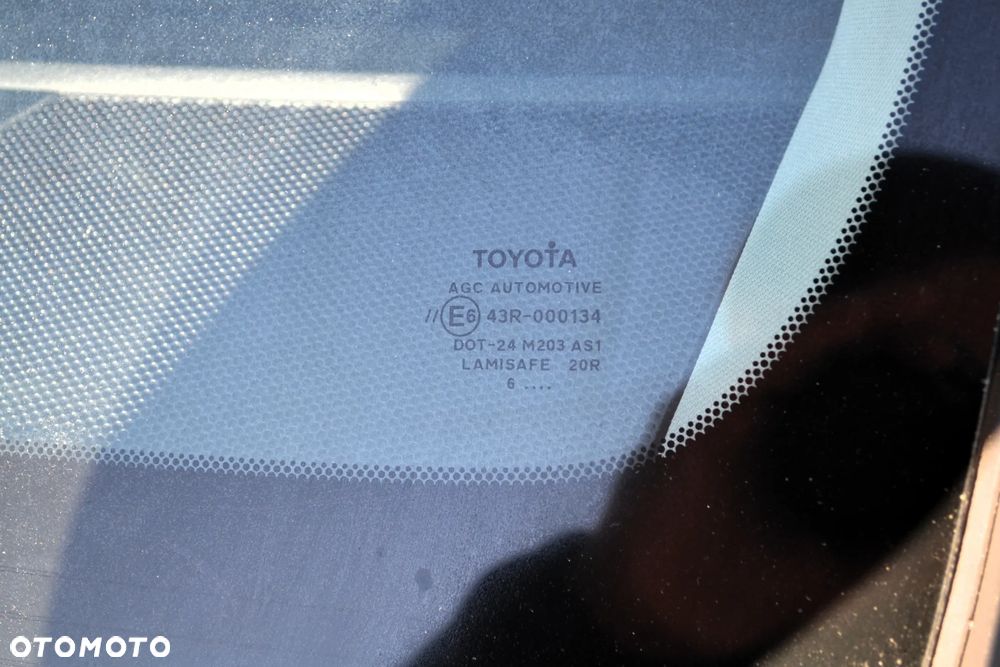 TOYOTA
AGC AUTOMOTIVE
// E6 43R-000134
DOT-24 M203 AS1
LAMISAFE 20R
6 ....
OTOMOTO